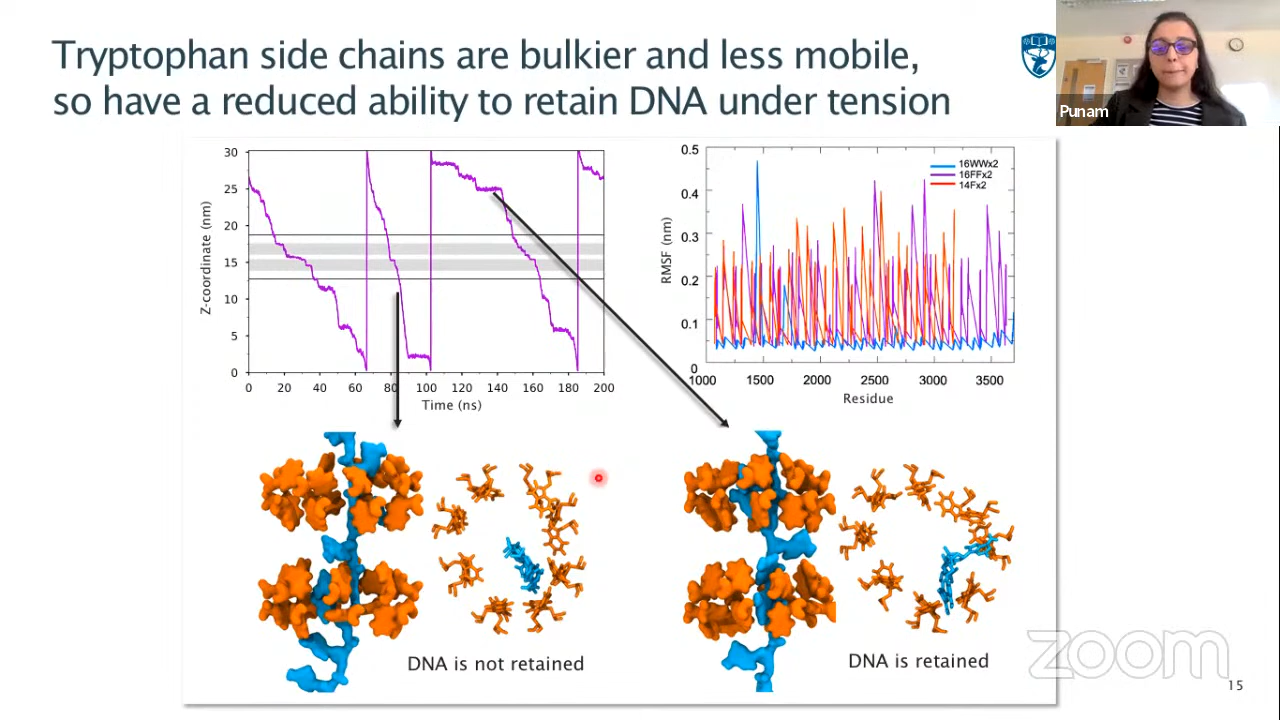 Tryptophan side chains are bulkier and less mobile,
so have a reduced ability to retain DNA under tension
Punam
30
25
20
15
10
5
0
Z-coordinate (nm)
0 20 40 60 80 100 120 140 160 180 200
Time (ns)
0.5
0.4
0.3
0.2
0.1
0
RMSF (nm)
16WWx2
16FFx2
14Fx2
1000 1500 2000 2500 3000 3500
Residue
DNA is not retained
DNA is retained
zoom
15